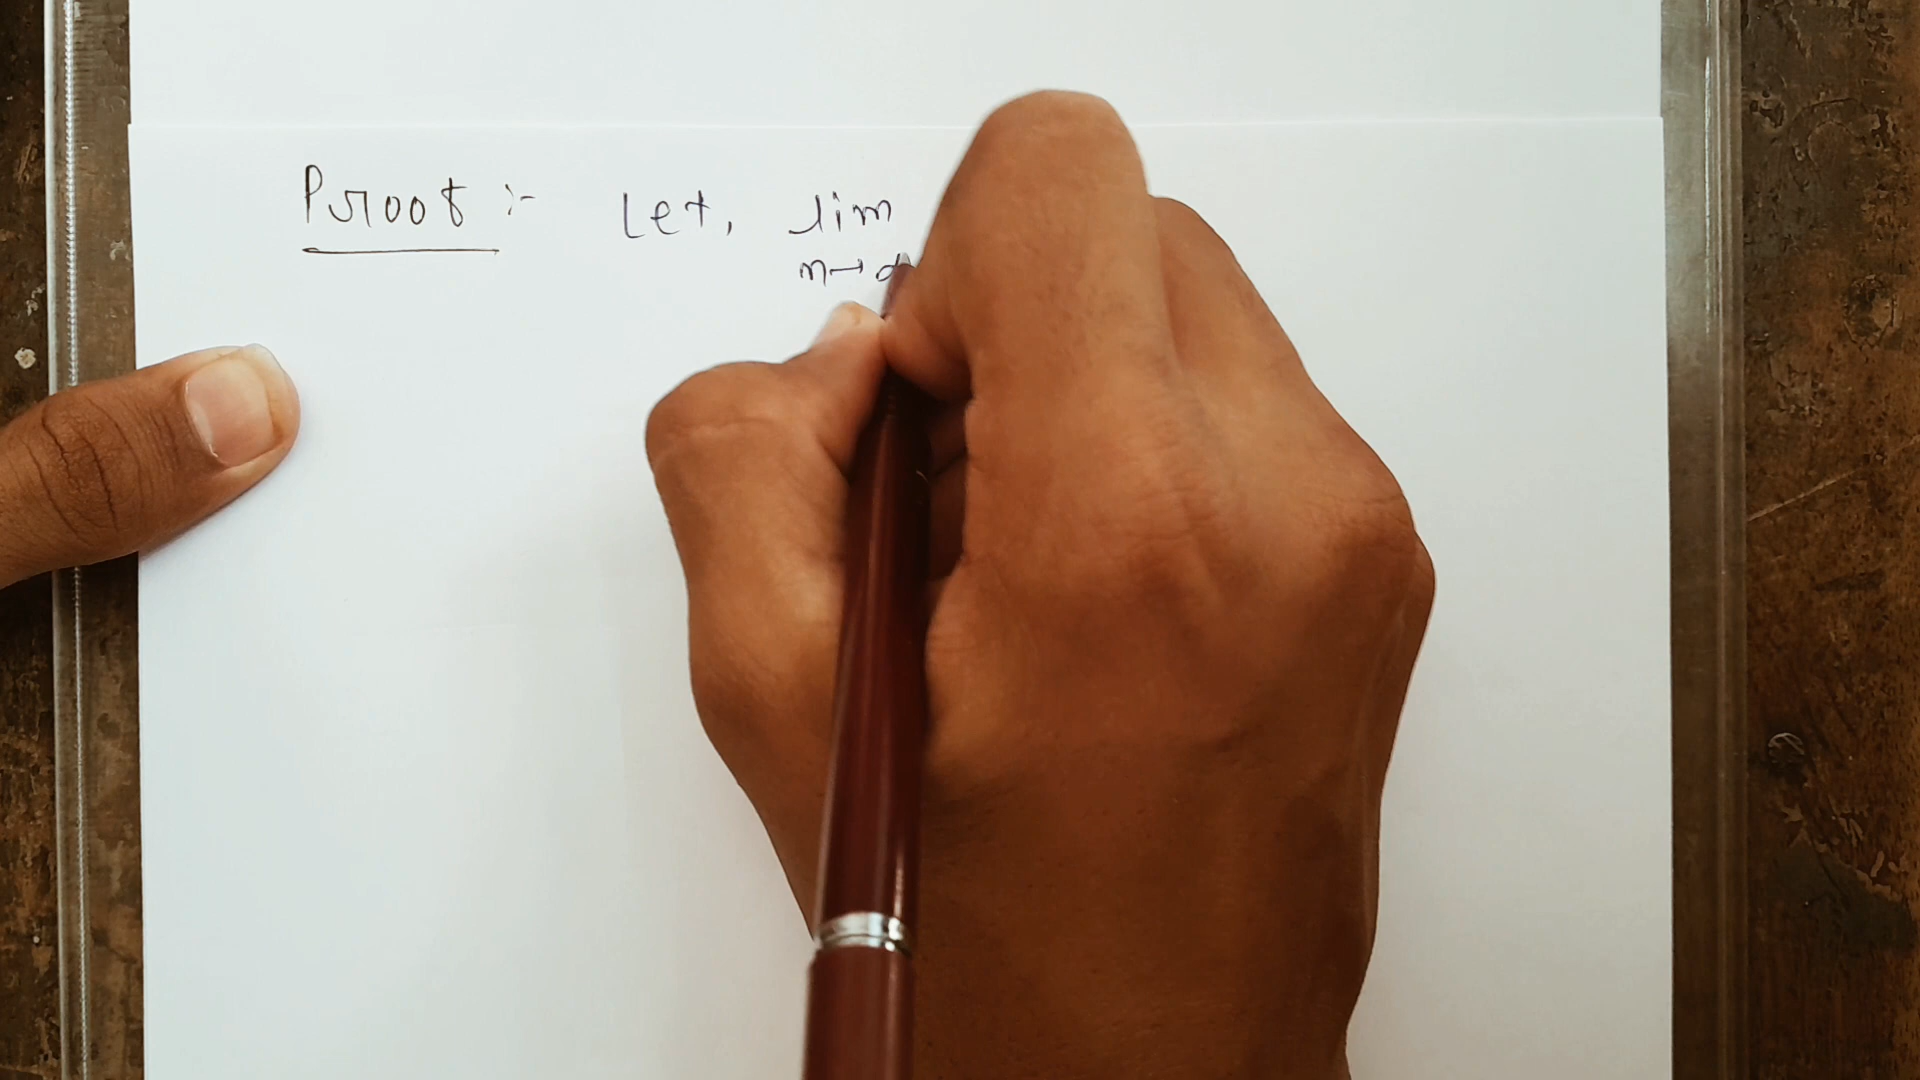 Proof :- Let, lim
n→∞